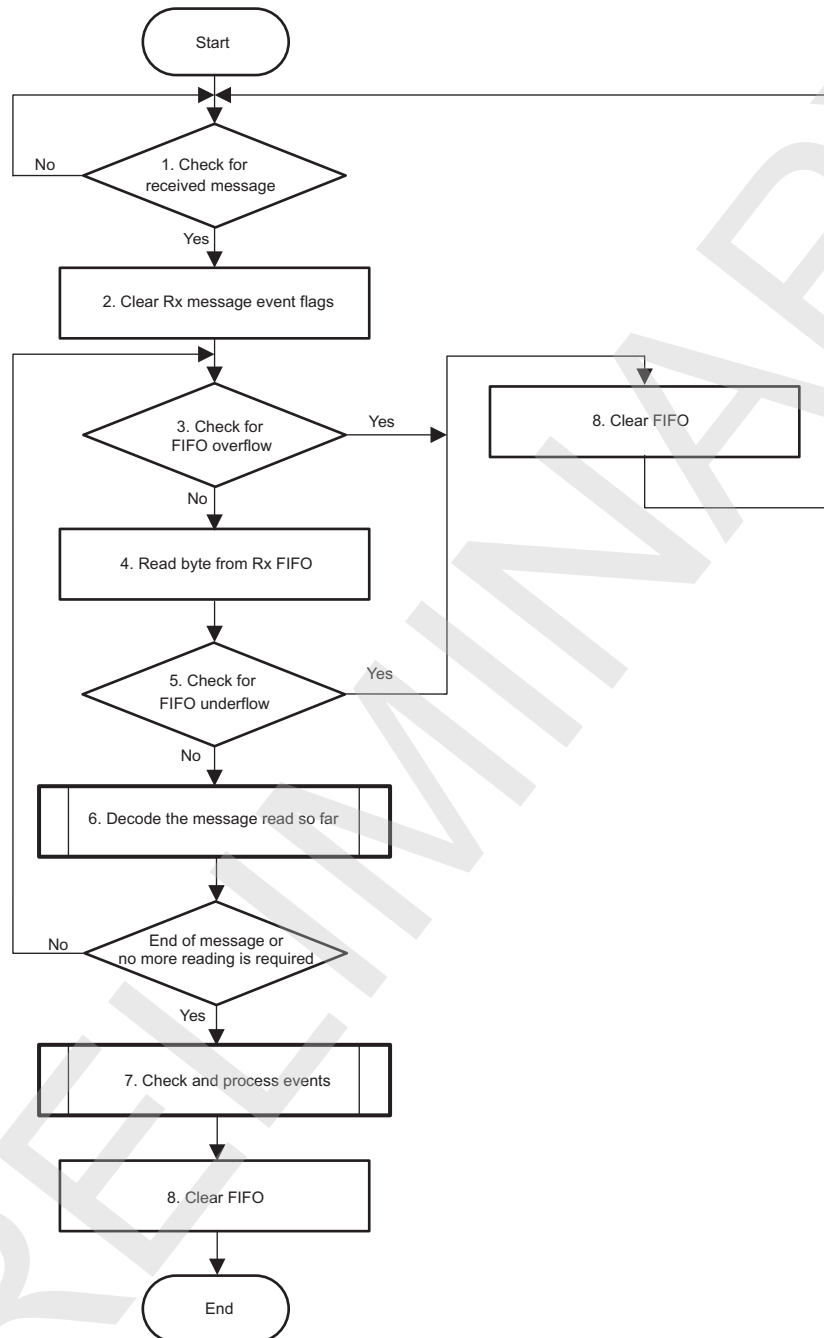 Start
No
1. Check for
received message
Yes
2. Clear Rx message event flags
3. Check for
FIFO overflow
Yes
8. Clear FIFO
No
4. Read byte from Rx FIFO
5. Check for
FIFO underflow
Yes
No
6. Decode the message read so far
No
End of message or
no more reading is required
Yes
7. Check and process events
8. Clear FIFO
End
RELIMINAR